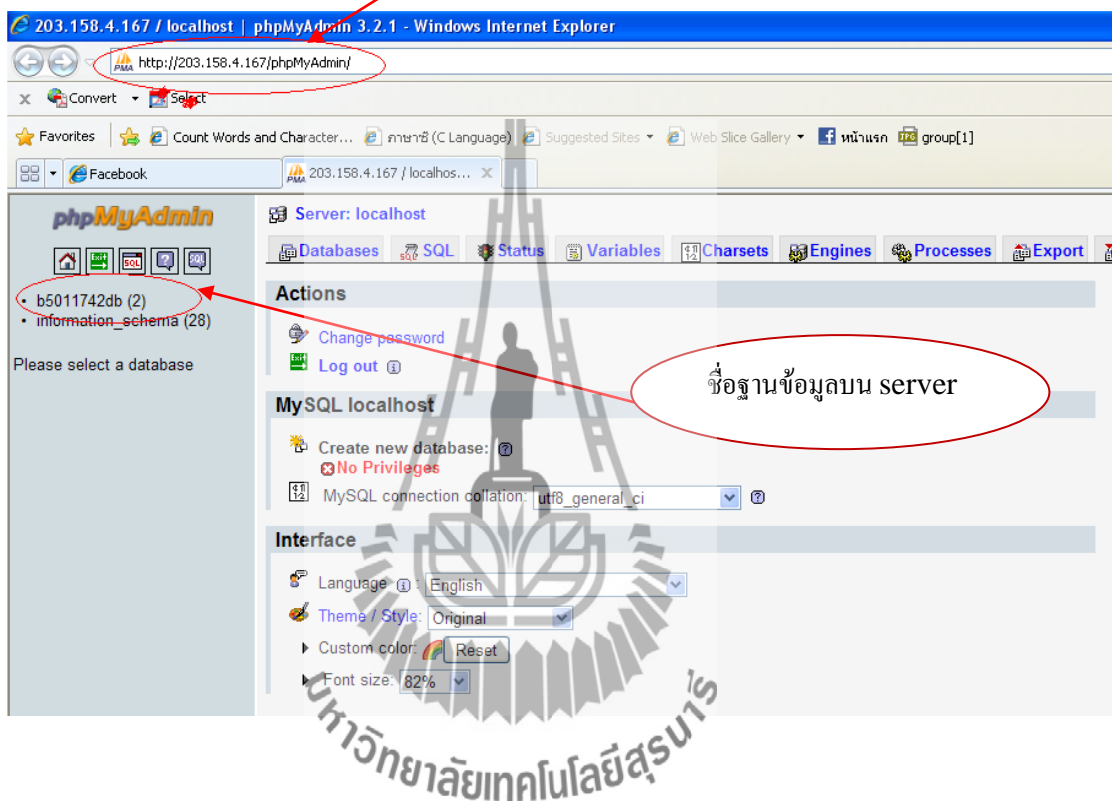 203.158.4.167 / localhost | phpMyAdmin 3.2.1 - Windows Internet Explorer
http://203.158.4.167/phpMyAdmin/
x Convert Select
Favorites Count Words and Character... ภาษาซี (C Language) Suggested Sites Web Slice Gallery หน้าแรก group[1]
Facebook 203.158.4.167 / localhos... x
phpMyAdmin
Server: localhost
Databases SQL Status Variables Charsets Engines Processes Export
b5011742db (2)
information_schema (28)
Please select a database
Actions
Change password
Log out
ชื่อฐานข้อมูลบน server
MySQL localhost
Create new database:
No Privileges
MySQL connection collation: utf8_general_ci
Interface
Language : English
Theme / Style: Original
Custom color: Reset
Font size: 82%
มหาวิทยาลัยเทคโนโลยีสุรนารี